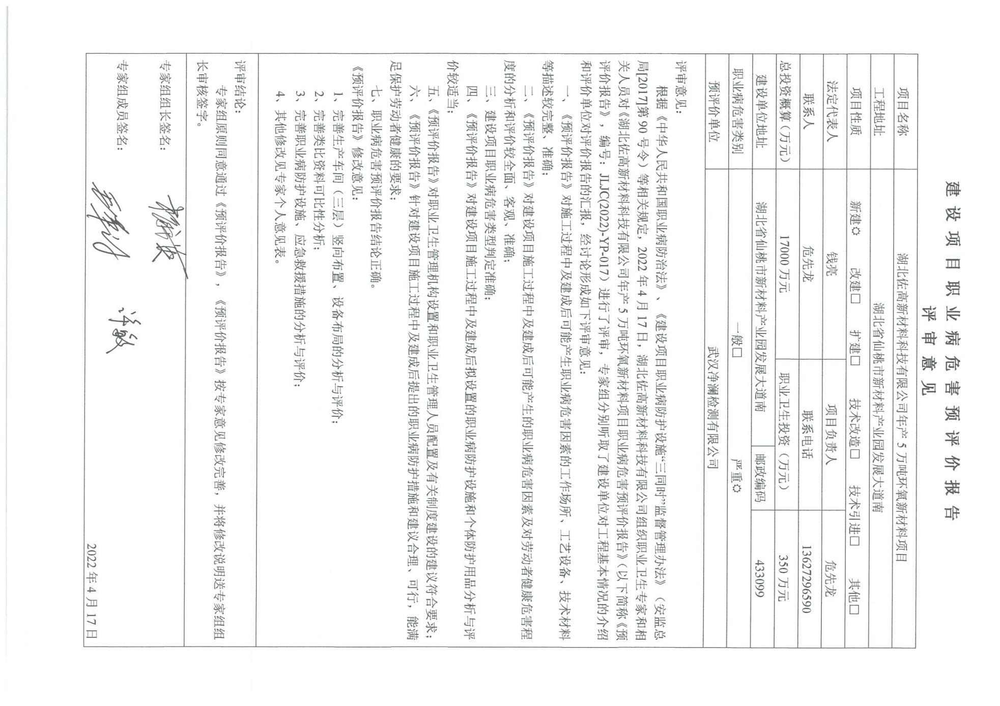 建设项目职业病危害预评价报告
评审意见
项目名称 湖北佐高新材料科技有限公司年产 5 万吨环氧新材料项目
工程地址 湖北省仙桃市新材料产业园发展大道南
项目性质 新建✡ 改建□ 扩建□ 技术改造□ 技术引进□ 其他□
法定代表人 钱亮 项目负责人 危先龙
联系人 危先龙 联系电话 13627296590
总投资概算（万元） 17000 万元 职业卫生投资（万元） 350 万元
建设单位地址 湖北省仙桃市新材料产业园发展大道南 邮政编码 433099
职业病危害类别 一般□ 严重✡
预评价单位 武汉净澜检测有限公司
评审意见：
根据《中华人民共和国职业病防治法》、《建设项目职业病防护设施“三同时”监督管理办法》（安监总
局[2017]第 90 号令）等相关规定，2022 年 4 月 17 日，湖北佐高新材料科技有限公司组织职业卫生专家和相
关人员对《湖北佐高新材料科技有限公司年产 5 万吨环氧新材料项目职业病危害预评价报告》（以下简称《预
评价报告》，编号：JLJC(2022)-YP-017）进行了评审，专家组分别听取了建设单位对工程基本情况的介绍
和评价单位对评价报告的汇报，经讨论形成如下评审意见：
一、《预评价报告》对施工过程中及建成后可能产生职业病危害因素的工作场所、工艺设备、技术材料
等描述较完整、准确；
二、《预评价报告》对建设项目施工过程中及建成后可能产生的职业病危害因素及对劳动者健康危害程
度的分析和评价较全面、客观、准确；
三、建设项目职业病危害类型判定准确；
四、《预评价报告》对建设项目施工过程中及建成后拟设置的职业病防护设施和个体防护用品分析与评
价较适当；
五、《预评价报告》对职业卫生管理机构设置和职业卫生管理人员配置及有关制度建设的建议符合要求；
六、《预评价报告》针对建设项目施工过程中及建成后提出的职业病防护措施和建议合理、可行，能满
足保护劳动者健康的要求；
七、职业病危害预评价报告结论正确。
《预评价报告》修改意见：
1、完善生产车间（三层）竖向布置、设备布局的分析与评价；
2、完善类比资料可比性分析；
3、完善职业病防护设施、应急救援措施的分析与评价；
4、其他修改见专家个人意见表。
评审结论：
专家组原则同意通过《预评价报告》，《预评价报告》按专家意见修改完善，并将修改说明送专家组组
长审核签字。
专家组组长签名：
专家组成员签名：
2022 年 4 月 17 日